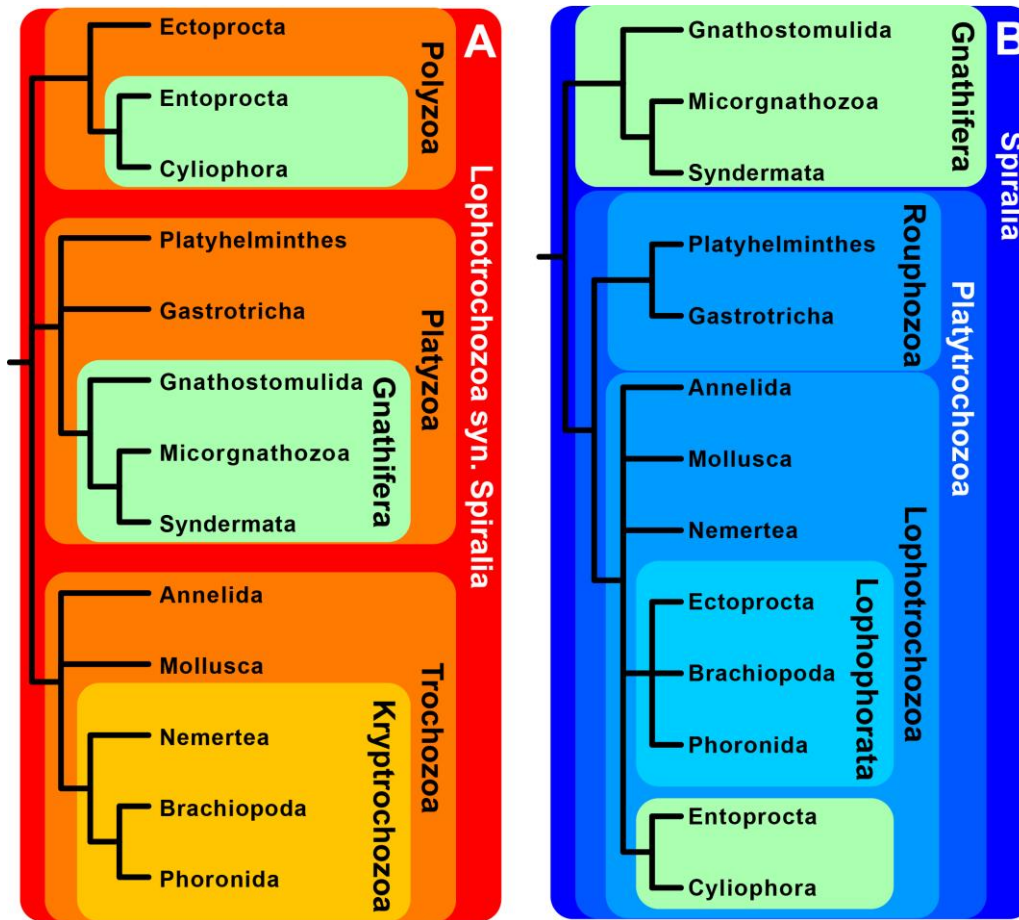 A
Ectoprocta
Entoprocta
Cyliophora
Polyzoa
Platyhelminthes
Gastrotricha
Gnathostomulida
Micorgnathozoa
Syndermata
Gnathifera
Platyzoa
Annelida
Mollusca
Nemertea
Brachiopoda
Phoronida
Kryptrochozoa
Trochozoa
Lophotrochozoa syn. Spiralia
B
Gnathostomulida
Micorgnathozoa
Syndermata
Gnathifera
Spiralia
Platyhelminthes
Gastrotricha
Rouphozoa
Platytrochozoa
Annelida
Mollusca
Nemertea
Ectoprocta
Brachiopoda
Phoronida
Lophophorata
Lophotrochozoa
Entoprocta
Cyliophora